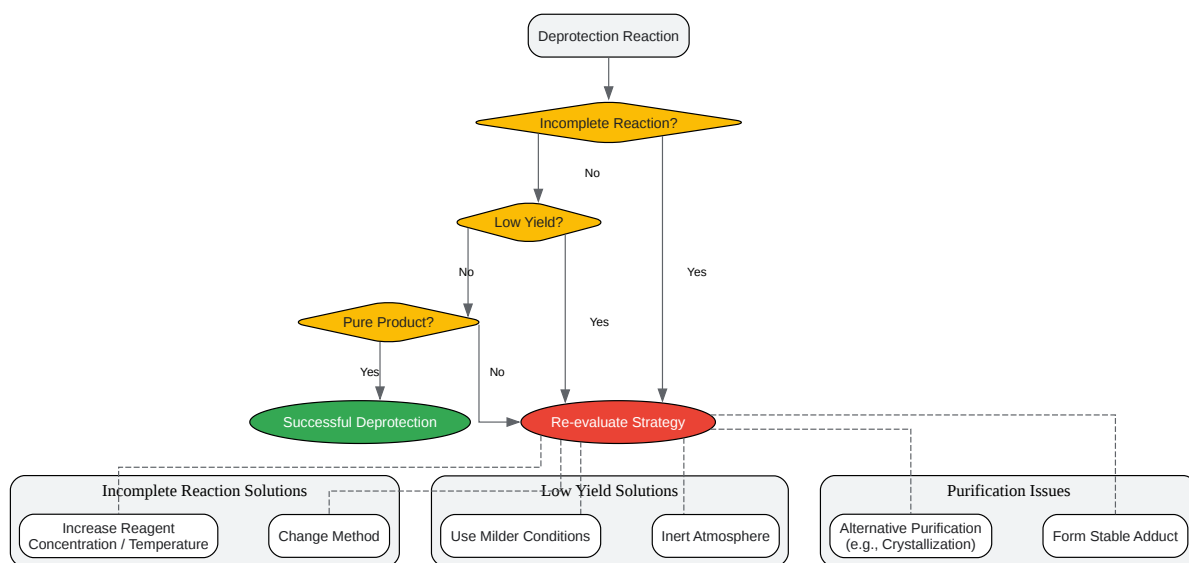 Deprotection Reaction
Incomplete Reaction?
No
Low Yield?
No
Yes
Pure Product?
Yes
Yes
No
Successful Deprotection
Re-evaluate Strategy
Incomplete Reaction Solutions
Low Yield Solutions
Purification Issues
Increase Reagent
Concentration / Temperature
Change Method
Use Milder Conditions
Inert Atmosphere
Alternative Purification
(e.g., Crystallization)
Form Stable Adduct